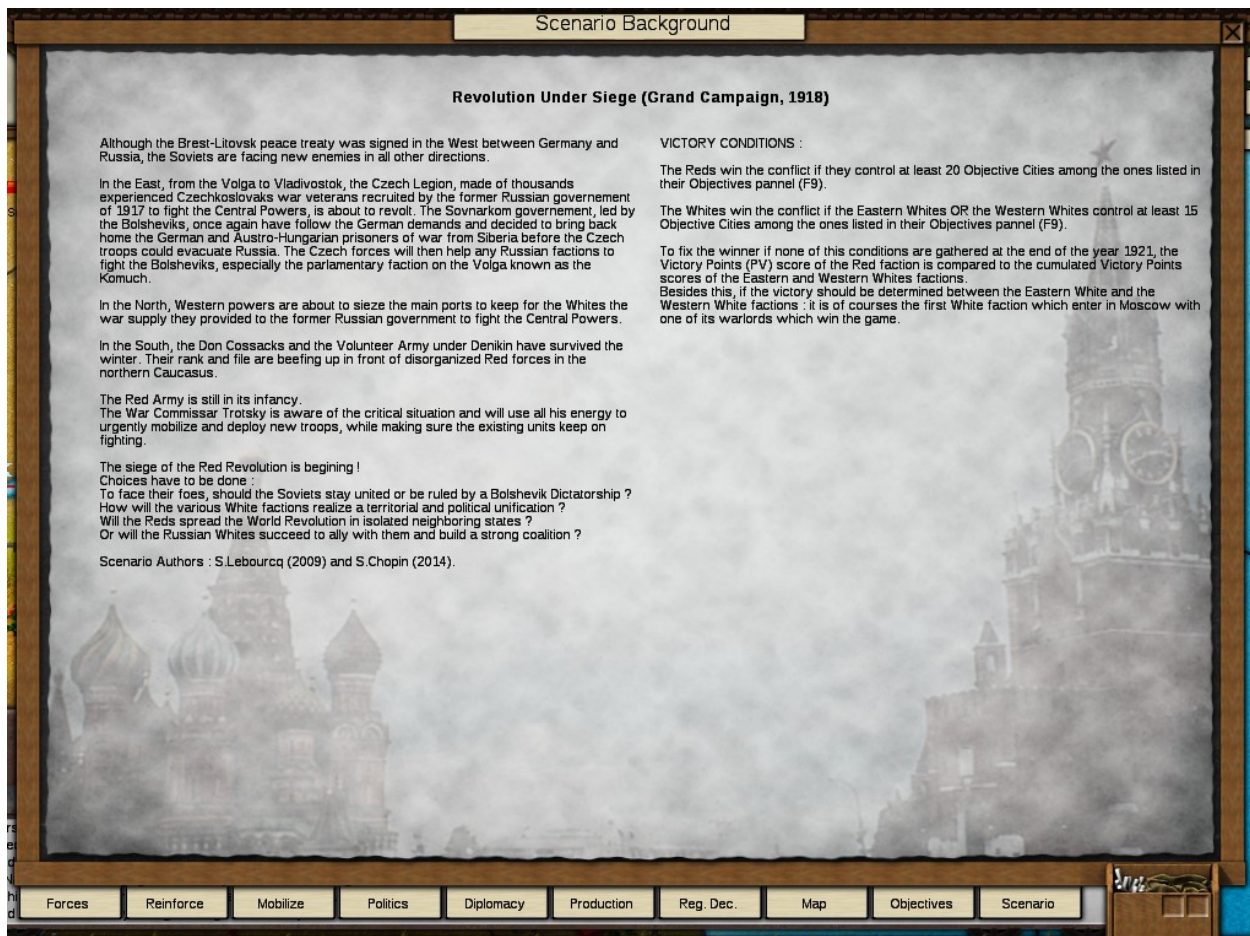 Scenario Background
Revolution Under Siege (Grand Campaign, 1918)
Although the Brest-Litovsk peace treaty was signed in the West between Germany and
Russia, the Soviets are facing new enemies in all other directions.
In the East, from the Volga to Vladivostok, the Czech Legion, made of thousands
experienced Czechkoslovaks war veterans recruited by the former Russian governement
of 1917 to fight the Central Powers, is about to revolt. The Sovnarkom governement, led by
the Bolsheviks, once again have follow the German demands and decided to bring back
home the German and Austro-Hungarian prisoners of war from Siberia before the Czech
troops could evacuate Russia. The Czech forces will then help any Russian factions to
fight the Bolsheviks, especially the parlamentary faction on the Volga known as the
Komuch.
In the North, Western powers are about to sieze the main ports to keep for the Whites the
war supply they provided to the former Russian government to fight the Central Powers.
In the South, the Don Cossacks and the Volunteer Army under Denikin have survived the
winter. Their rank and file are beefing up in front of disorganized Red forces in the
northern Caucasus.
The Red Army is still in its infancy.
The War Commissar Trotsky is aware of the critical situation and will use all his energy to
urgently mobilize and deploy new troops, while making sure the existing units keep on
fighting.
The siege of the Red Revolution is begining !
Choices have to be done :
To face their foes, should the Soviets stay united or be ruled by a Bolshevik Dictatorship ?
How will the various White factions realize a territorial and political unification ?
Will the Reds spread the World Revolution in isolated neighboring states ?
Or will the Russian Whites succeed to ally with them and build a strong coalition ?
Scenario Authors : S.Lebourcq (2009) and S.Chopin (2014).
VICTORY CONDITIONS :
The Reds win the conflict if they control at least 20 Objective Cities among the ones listed in
their Objectives pannel (F9).
The Whites win the conflict if the Eastern Whites OR the Western Whites control at least 15
Objective Cities among the ones listed in their Objectives pannel (F9).
To fix the winner if none of this conditions are gathered at the end of the year 1921, the
Victory Points (PV) score of the Red faction is compared to the cumulated Victory Points
scores of the Eastern and Western Whites factions.
Besides this, if the victory should be determined between the Eastern White and the
Western White factions : it is of courses the first White faction which enter in Moscow with
one of its warlords which win the game.
Forces
Reinforce
Mobilize
Politics
Diplomacy
Production
Reg. Dec.
Map
Objectives
Scenario